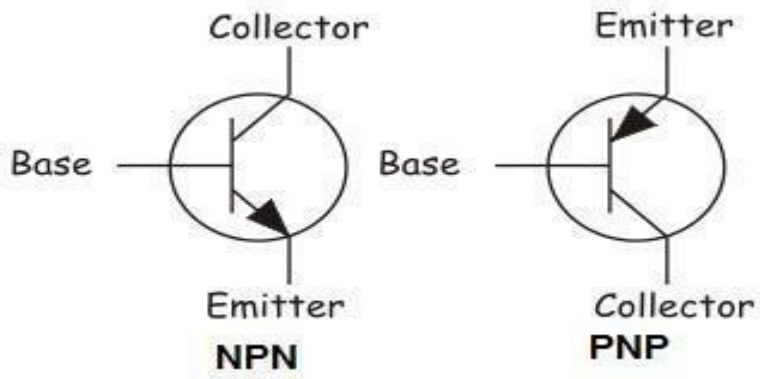 Collector
Base
Emitter
NPN
Emitter
Base
Collector
PNP